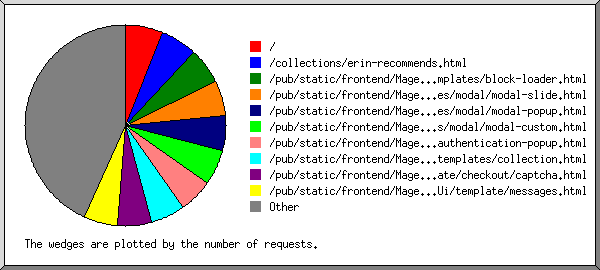 /
/collections/erin-recommends.html
/pub/static/frontend/Mage...mplates/block-loader.html
/pub/static/frontend/Mage...es/modal/modal-slide.html
/pub/static/frontend/Mage...es/modal/modal-popup.html
/pub/static/frontend/Mage...s/modal/modal-custom.html
/pub/static/frontend/Mage...authentication-popup.html
/pub/static/frontend/Mage...templates/collection.html
/pub/static/frontend/Mage...ate/checkout/captcha.html
/pub/static/frontend/Mage...Ui/template/messages.html
Other
The wedges are plotted by the number of requests.